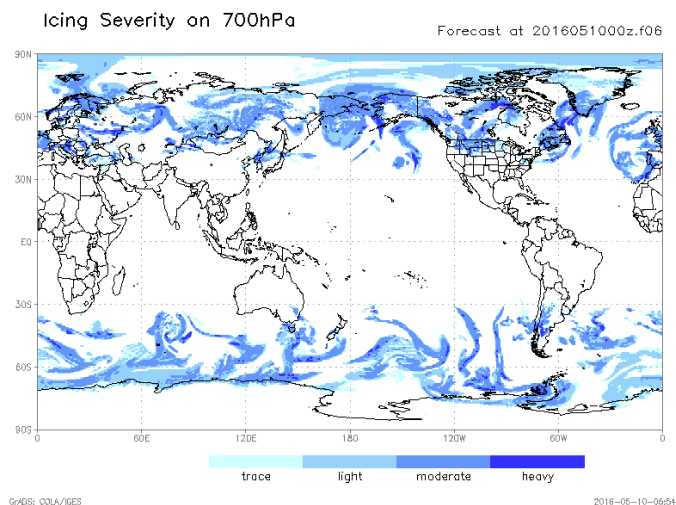 Icing Severity on 700hPa
Forecast at 2016051000z.f06
90N
60N
30N
EQ
30S
60S
90S
0 60E 120E 180 120W 60W 0
trace light moderate heavy
GrADS: COLA/IGES 2016-05-10-05:54